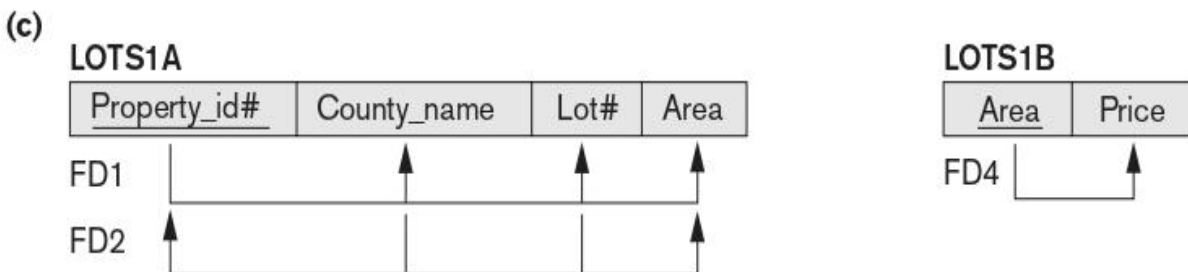 (c)
LOTS1A
Property_id# County_name Lot# Area
FD1
FD2
LOTS1B
Area Price
FD4